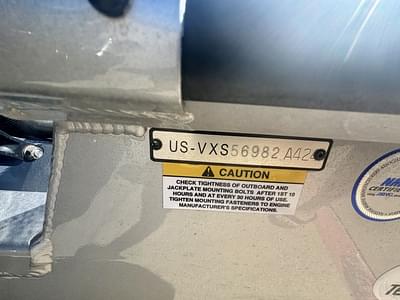 US-VXS56982A42
CAUTION
CHECK TIGHTNESS OF OUTBOARD AND
JACKPLATE MOUNTING BOLTS AFTER 1ST 10
HOURS AND AT EVERY 50 HOURS OF USE.
TIGHTEN MOUNTING FASTENERS TO ENGINE
MANUFACTURER'S SPECIFICATIONS.